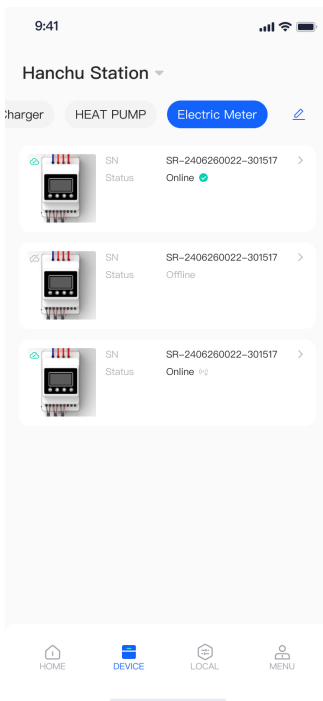 9:41
Hanchu Station
Charger HEAT PUMP Electric Meter
SN SR-2406260022-301517
Status Online
SN SR-2406260022-301517
Status Offline
SN SR-2406260022-301517
Status Online
HOME DEVICE LOCAL MENU